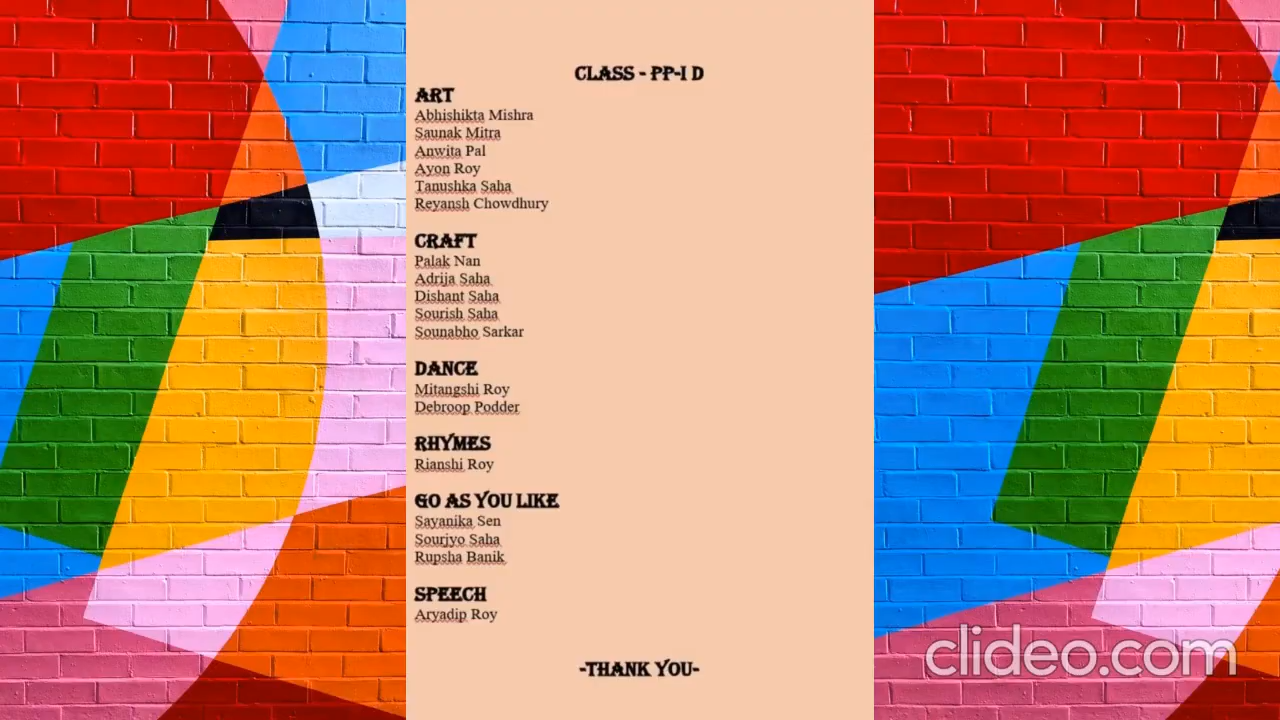 CLASS - PP-I D
ART
Abhishikta Mishra
Saunak Mitra
Anwita Pal
Ayon Roy
Tanushka Saha
Reyansh Chowdhury
CRAFT
Palak Nan
Adrija Saha
Dishant Saha
Sourish Saha
Sounabho Sarkar
DANCE
Mitangshi Roy
Debroop Podder
RHYMES
Rianshi Roy
GO AS YOU LIKE
Sayanika Sen
Sourjyo Saha
Rupsha Banik
SPEECH
Aryadip Roy
-THANK YOU-
clideo.com